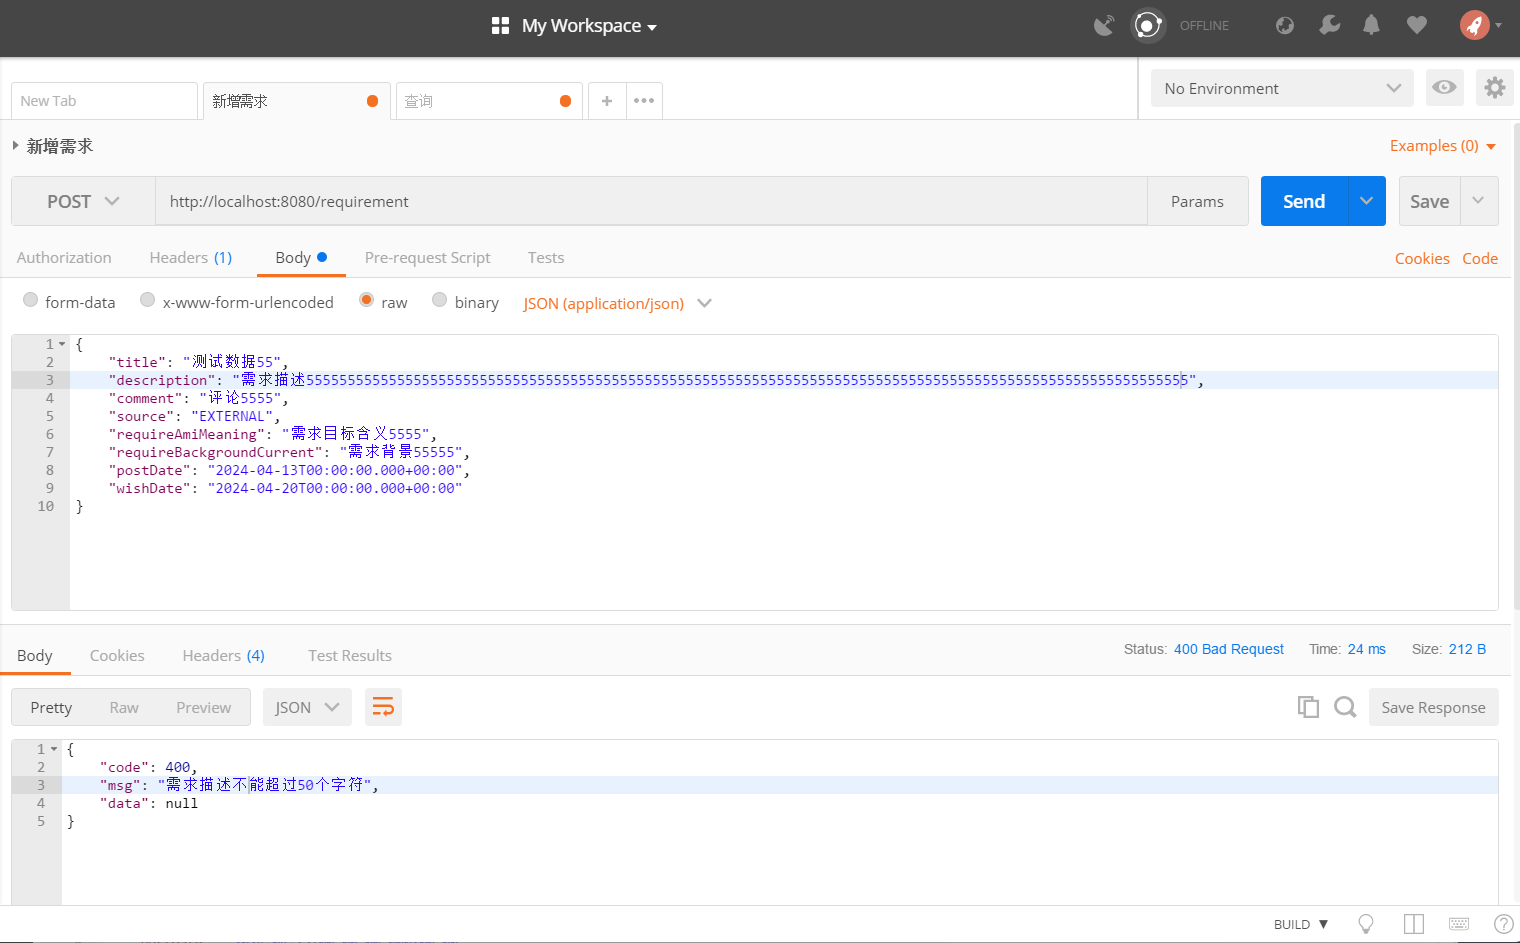 My Workspace
OFFLINE
New Tab
新增需求
查询
No Environment
新增需求
Examples (0)
POST
http://localhost:8080/requirement
Params
Send
Save
Authorization
Headers (1)
Body
Pre-request Script
Tests
Cookies
Code
form-data
x-www-form-urlencoded
raw
binary
JSON (application/json)
1 {
2 "title": "测试数据55",
3 "description": "需求描述55555555555555555555555555555555555555555555555555555555555555555555555555555555555555555555555555555555555",
4 "comment": "评论5555",
5 "source": "EXTERNAL",
6 "requireAmiMeaning": "需求目标含义5555",
7 "requireBackgroundCurrent": "需求背景55555",
8 "postDate": "2024-04-13T00:00:00.000+00:00",
9 "wishDate": "2024-04-20T00:00:00.000+00:00"
10 }
Body
Cookies
Headers (4)
Test Results
Status: 400 Bad Request
Time: 24 ms
Size: 212 B
Pretty
Raw
Preview
JSON
Save Response
1 {
2 "code": 400,
3 "msg": "需求描述不能超过50个字符",
4 "data": null
5 }
BUILD